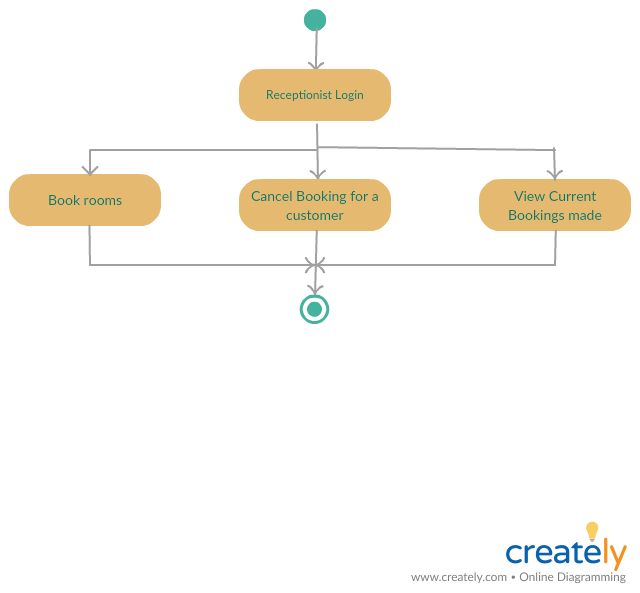 Receptionist Login
Book rooms
Cancel Booking for a
customer
View Current
Bookings made
creately
www.creately.com • Online Diagramming